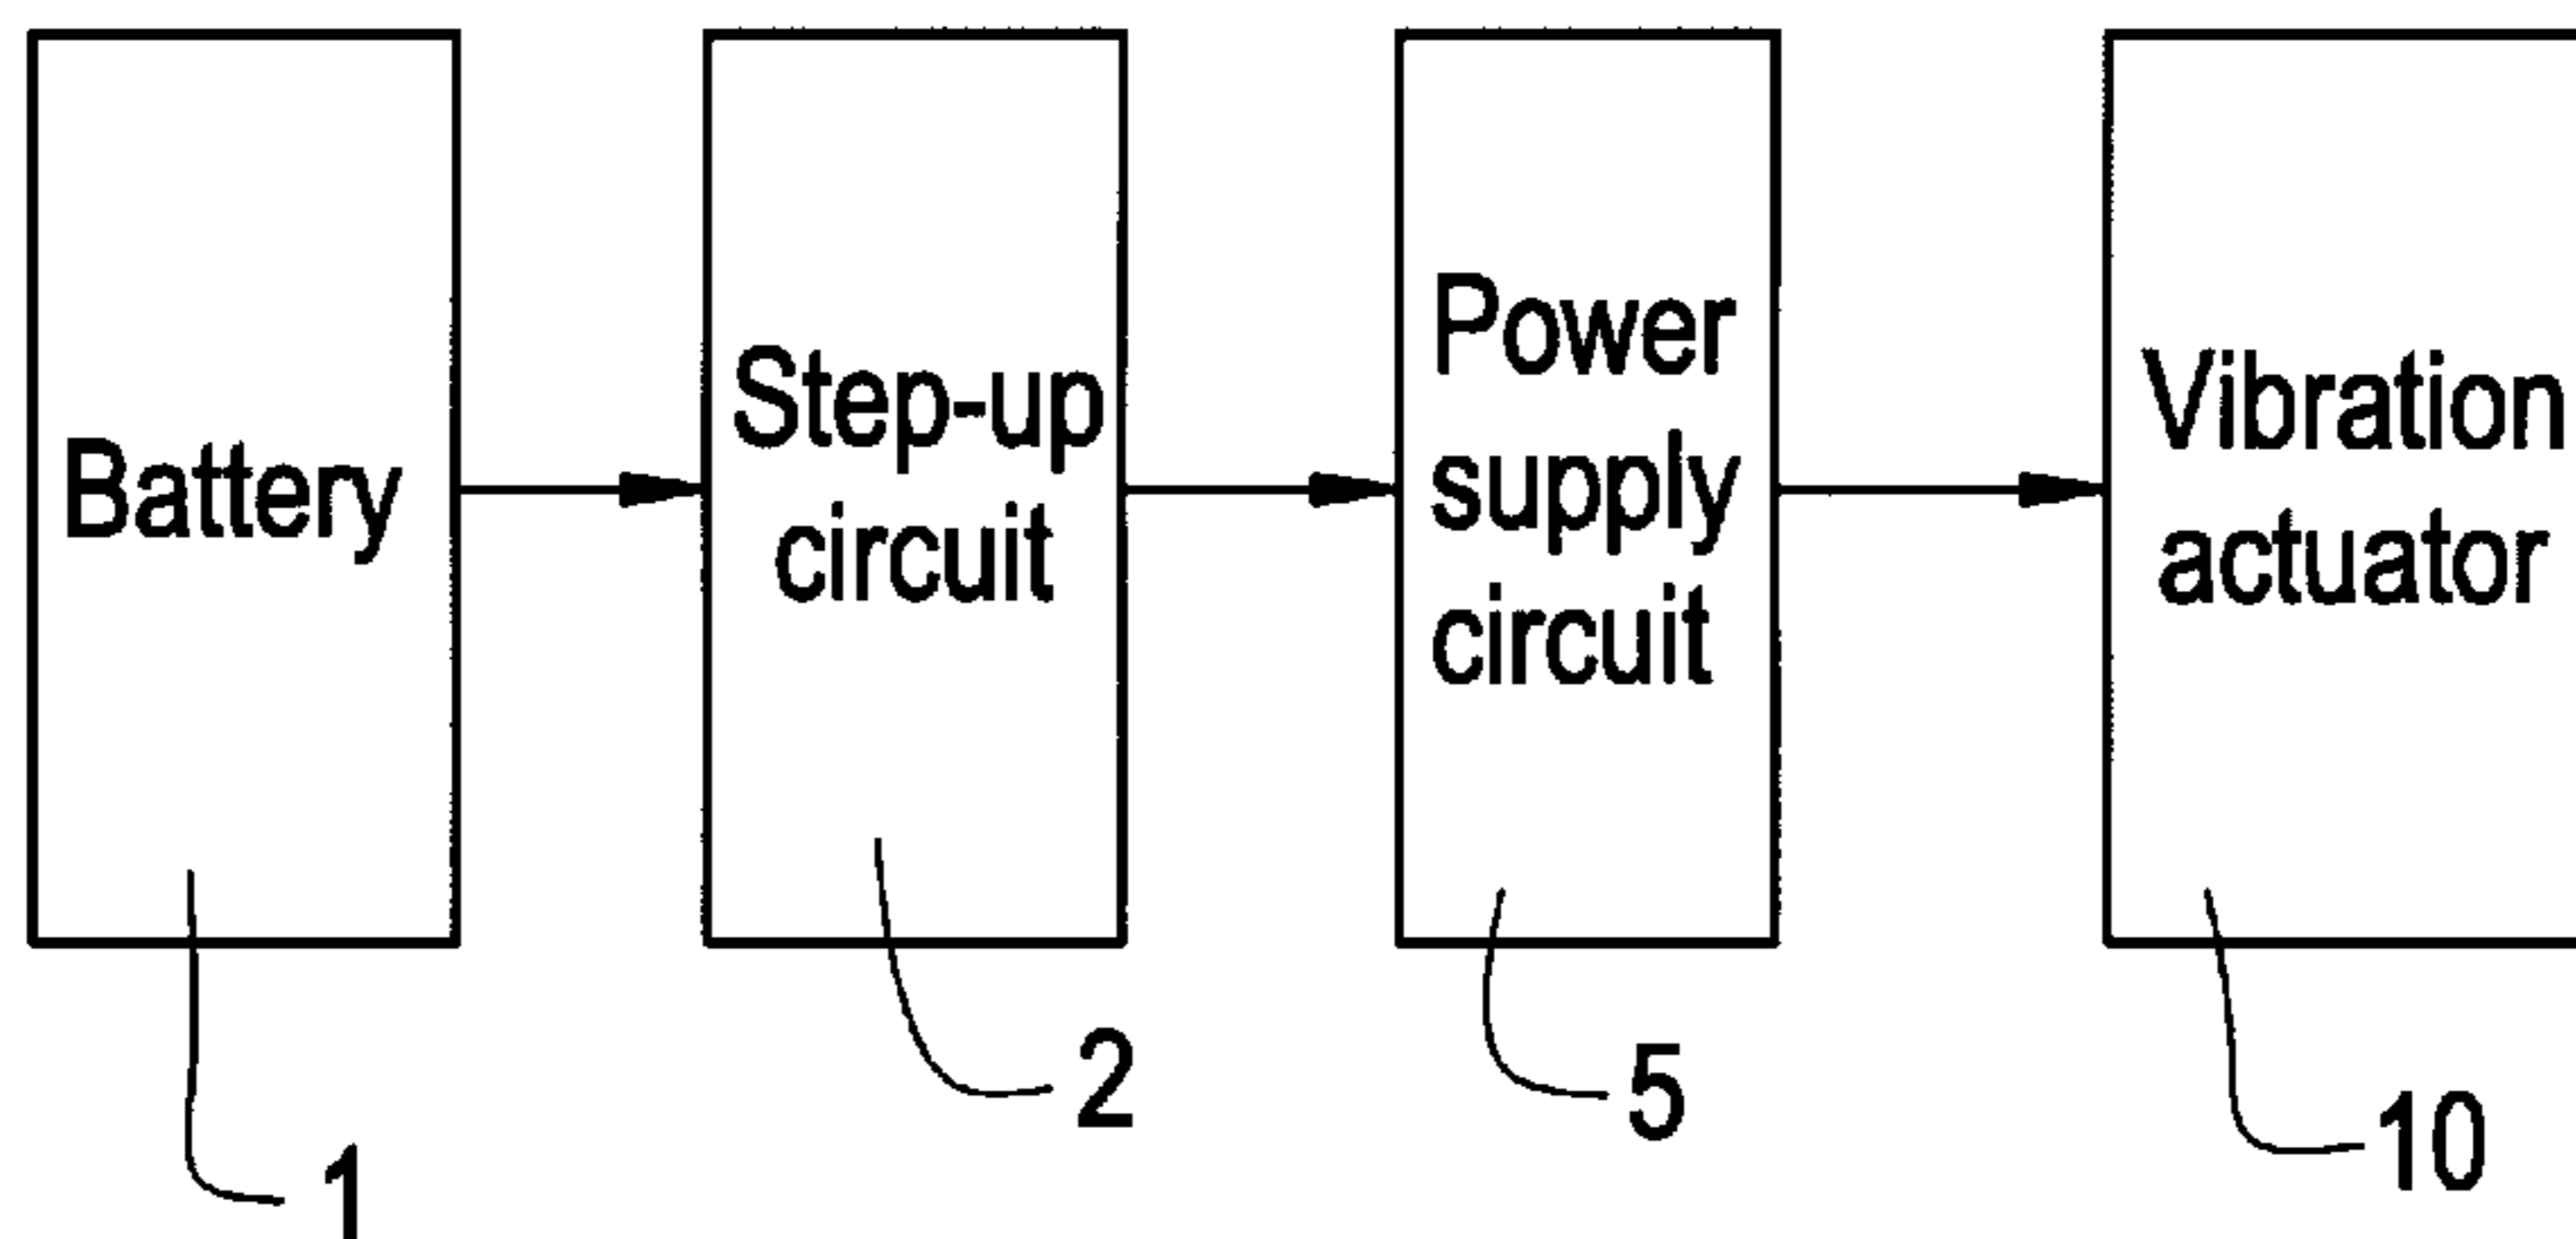 Battery
Step-up
circuit
Power
supply
circuit
Vibration
actuator
1
2
5
10